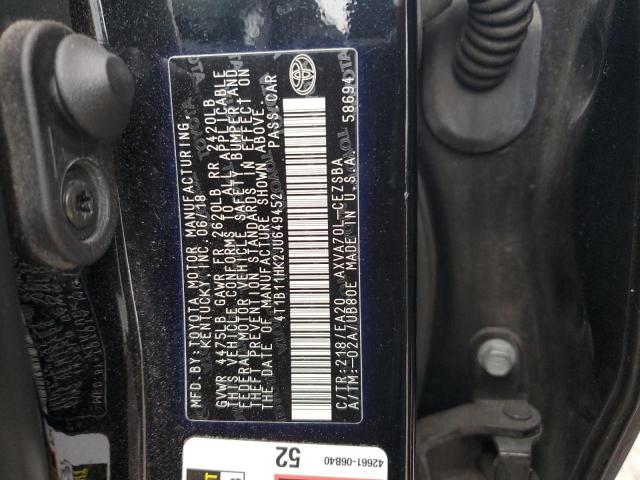 MFD.BY:TOYOTA MOTOR MANUFACTURING,
KENTUCKY, INC. 06/18
GVWR 4475LB GAWR FR 2620LB RR 2420LB
THIS VEHICLE CONFORMS TO ALL APPLICABLE
FEDERAL MOTOR VEHICLE SAFETY, BUMPER, AND
THEFT PREVENTION STANDARDS IN EFFECT ON
THE DATE OF MANUFACTURE SHOWN ABOVE.
4T1B11HK2JU649452 PASS.CAR
C/TR:218/FA20 AXVA70L-CEZSBA
A/TM:-02A/UB80E MADE IN U.S.A. 58694
52
42661-06B40